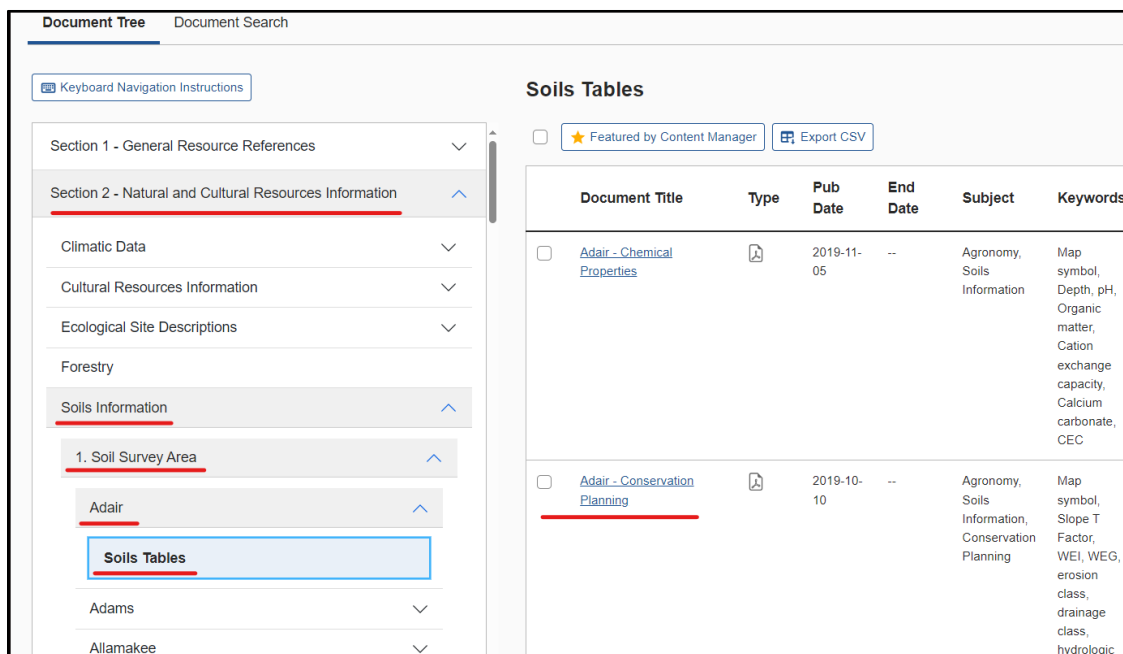 Document Tree
Document Search
Keyboard Navigation Instructions
Section 1 - General Resource References
Section 2 - Natural and Cultural Resources Information
Climatic Data
Cultural Resources Information
Ecological Site Descriptions
Forestry
Soils Information
1. Soil Survey Area
Adair
Soils Tables
Adams
Allamakee
Soils Tables
Featured by Content Manager
Export CSV
Document Title
Type
Pub
Date
End
Date
Subject
Keywords
Adair - Chemical
Properties
2019-11-
05
--
Agronomy,
Soils
Information
Map
symbol,
Depth, pH,
Organic
matter,
Cation
exchange
capacity,
Calcium
carbonate,
CEC
Adair - Conservation
Planning
2019-10-
10
--
Agronomy,
Soils
Information,
Conservation
Planning
Map
symbol,
Slope T
Factor,
WEI, WEG,
erosion
class,
drainage
class,
hydrologic